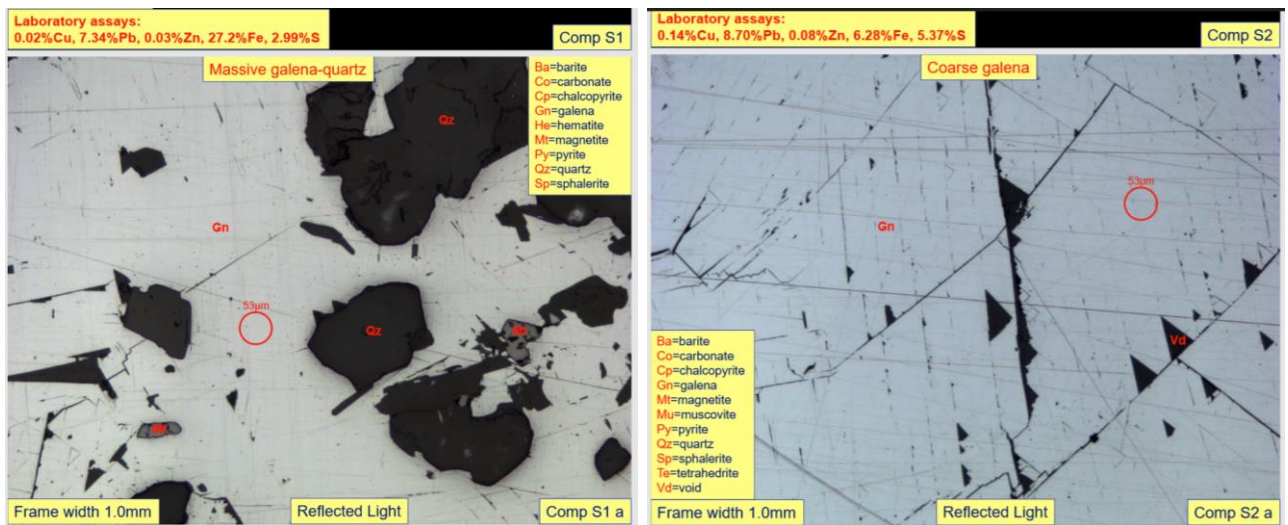 Laboratory assays:
0.02%Cu, 7.34%Pb, 0.03%Zn, 27.2%Fe, 2.99%S
Comp S1
Massive galena-quartz
Ba=barite
Co=carbonate
Cp=chalcopyrite
Gn=galena
He=hematite
Mt=magnetite
Py=pyrite
Qz=quartz
Sp=sphalerite
Qz
Gn
53µm
Qz
Frame width 1.0mm
Reflected Light
Comp S1 a
Laboratory assays:
0.14%Cu, 8.70%Pb, 0.08%Zn, 6.28%Fe, 5.37%S
Comp S2
Coarse galena
53µm
Gn
Vd
Ba=barite
Co=carbonate
Cp=chalcopyrite
Gn=galena
Mt=magnetite
Mu=muscovite
Py=pyrite
Qz=quartz
Sp=sphalerite
Te=tetrahedrite
Vd=void
Frame width 1.0mm
Reflected Light
Comp S2 a